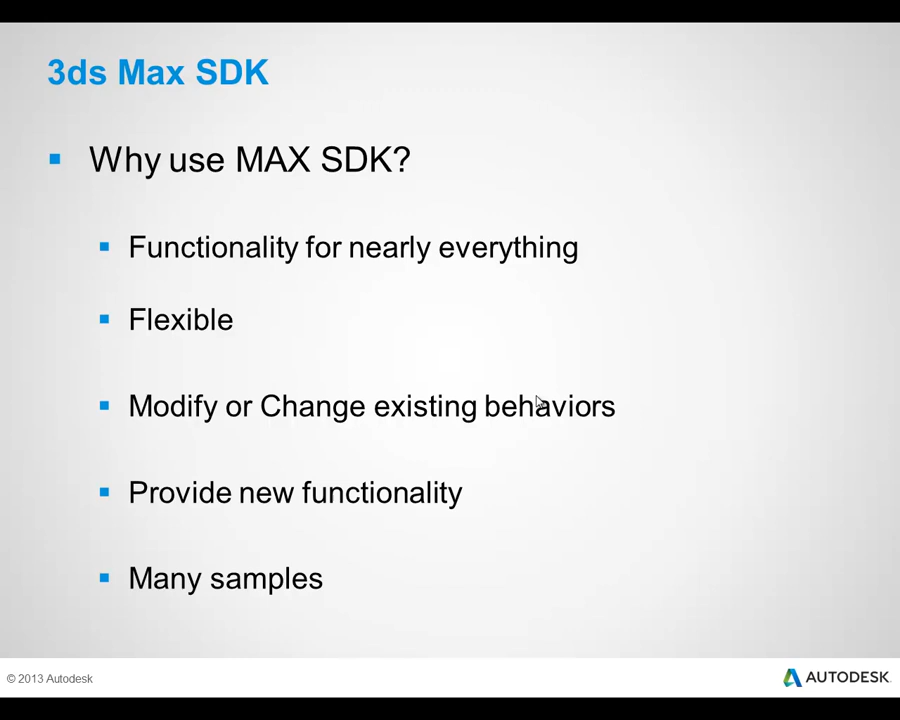 3ds Max SDK
Why use MAX SDK?
Functionality for nearly everything
Flexible
Modify or Change existing behaviors
Provide new functionality
Many samples
© 2013 Autodesk
AUTODESK.